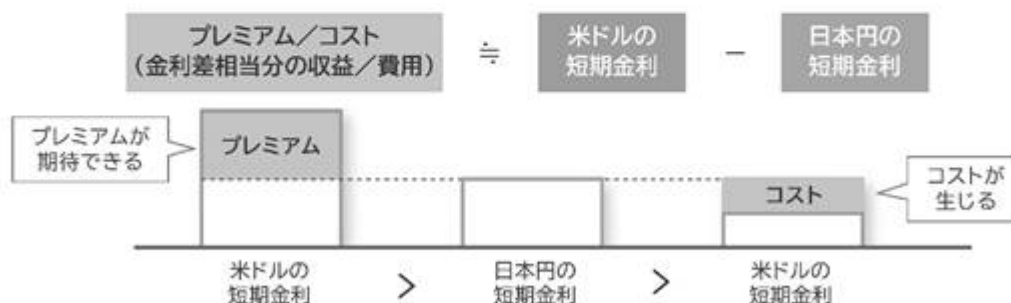 プレミアム／コスト
（金利差相当分の収益／費用）
≒
米ドルの
短期金利
－
日本円の
短期金利
プレミアムが
期待できる
プレミアム
コスト
コストが
生じる
米ドルの
短期金利
>
日本円の
短期金利
>
米ドルの
短期金利